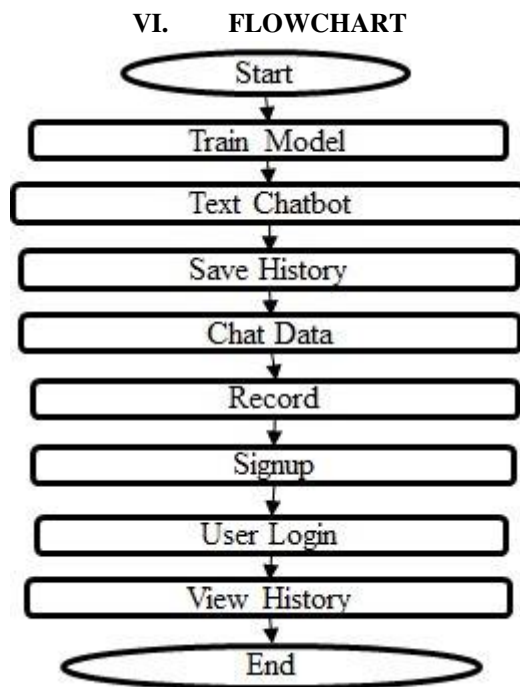 VI. FLOWCHART
Start
Train Model
Text Chatbot
Save History
Chat Data
Record
Signup
User Login
View History
End